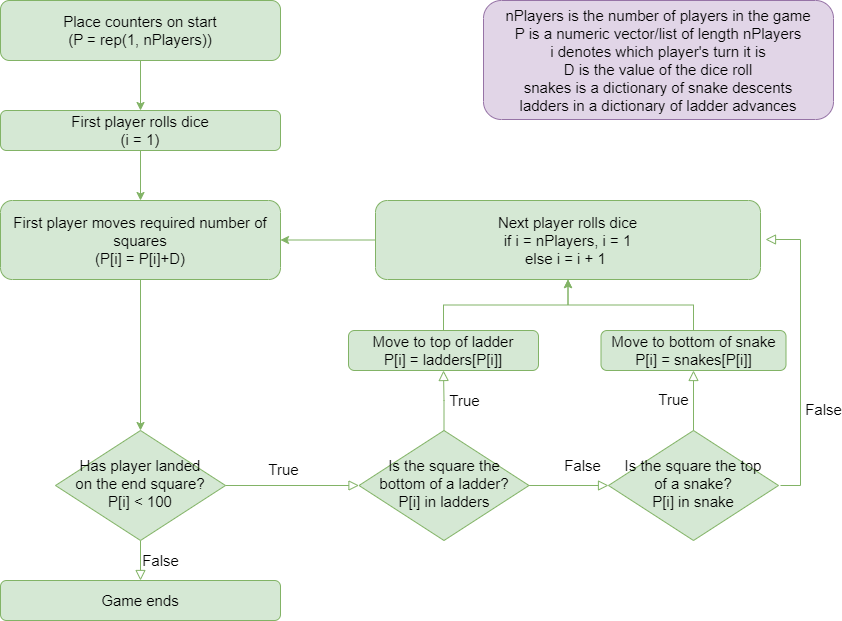 Place counters on start
(P = rep(1, nPlayers))
nPlayers is the number of players in the game
P is a numeric vector/list of length nPlayers
i denotes which player's turn it is
D is the value of the dice roll
snakes is a dictionary of snake descents
ladders in a dictionary of ladder advances
First player rolls dice
(i = 1)
First player moves required number of
squares
(P[i] = P[i]+D)
Next player rolls dice
if i = nPlayers, i = 1
else i = i + 1
Move to top of ladder
P[i] = ladders[P[i]]
Move to bottom of snake
P[i] = snakes[P[i]]
True
True
False
Has player landed
on the end square?
P[i] < 100
True
Is the square the
bottom of a ladder?
P[i] in ladders
False
Is the square the top
of a snake?
P[i] in snake
False
Game ends